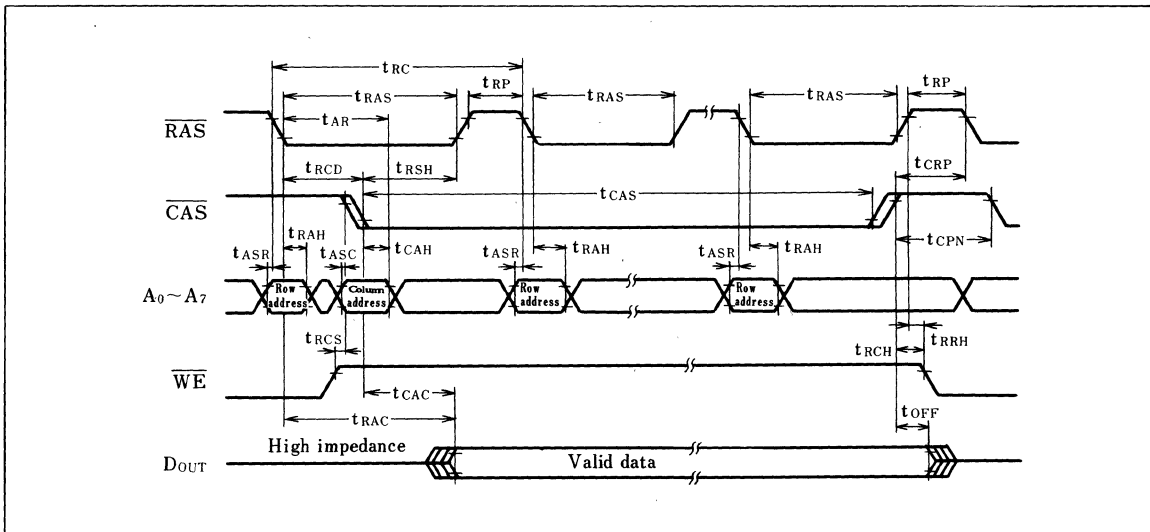 tRC
tRP tRP
tRAS tRAS tRAS
tAR
RAS
tRCD tRSH tCRP
tCAS
CAS
tRAH tCPN
tASR tASC tCAH tASR tRAH tASR tRAH
A0~A7 Row address Column address Row address Row address
tRCS tRRH
tRCH
WE
tCAC
tRAC tOFF
High impedance
DOUT Valid data